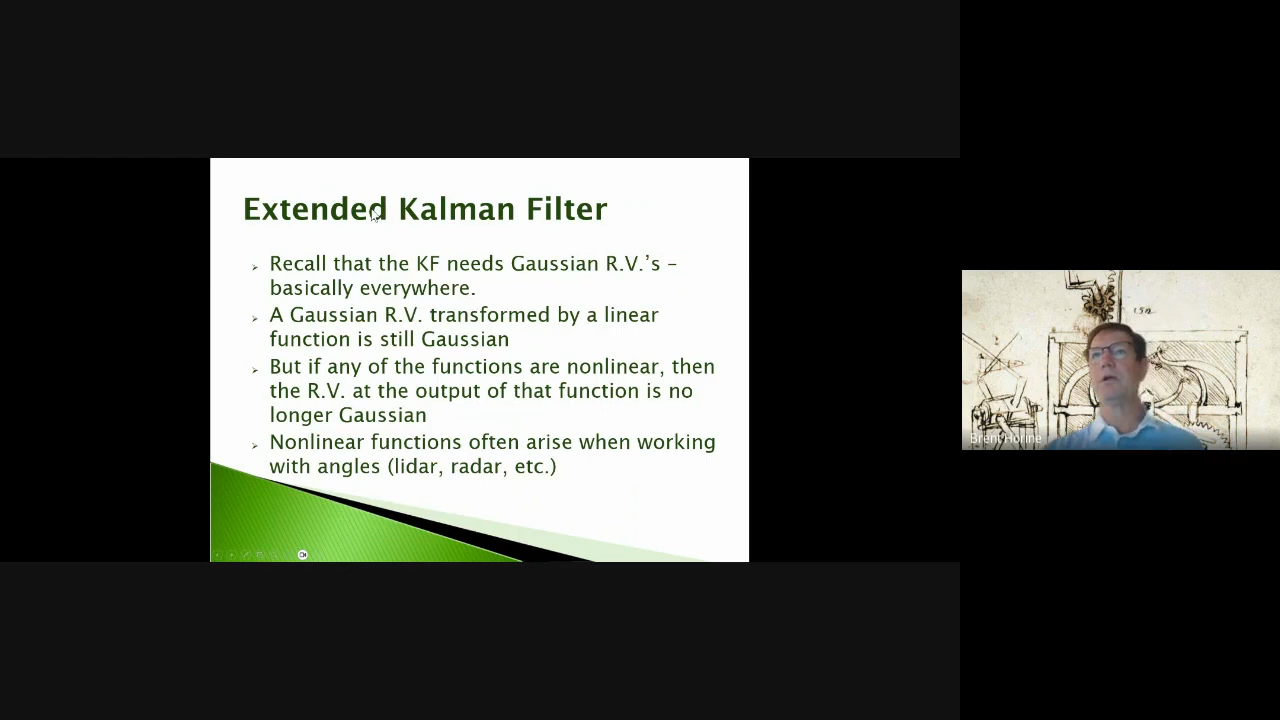 Extended Kalman Filter
Recall that the KF needs Gaussian R.V.’s –
basically everywhere.
A Gaussian R.V. transformed by a linear
function is still Gaussian
But if any of the functions are nonlinear, then
the R.V. at the output of that function is no
longer Gaussian
Nonlinear functions often arise when working
with angles (lidar, radar, etc.)
Brent Horine